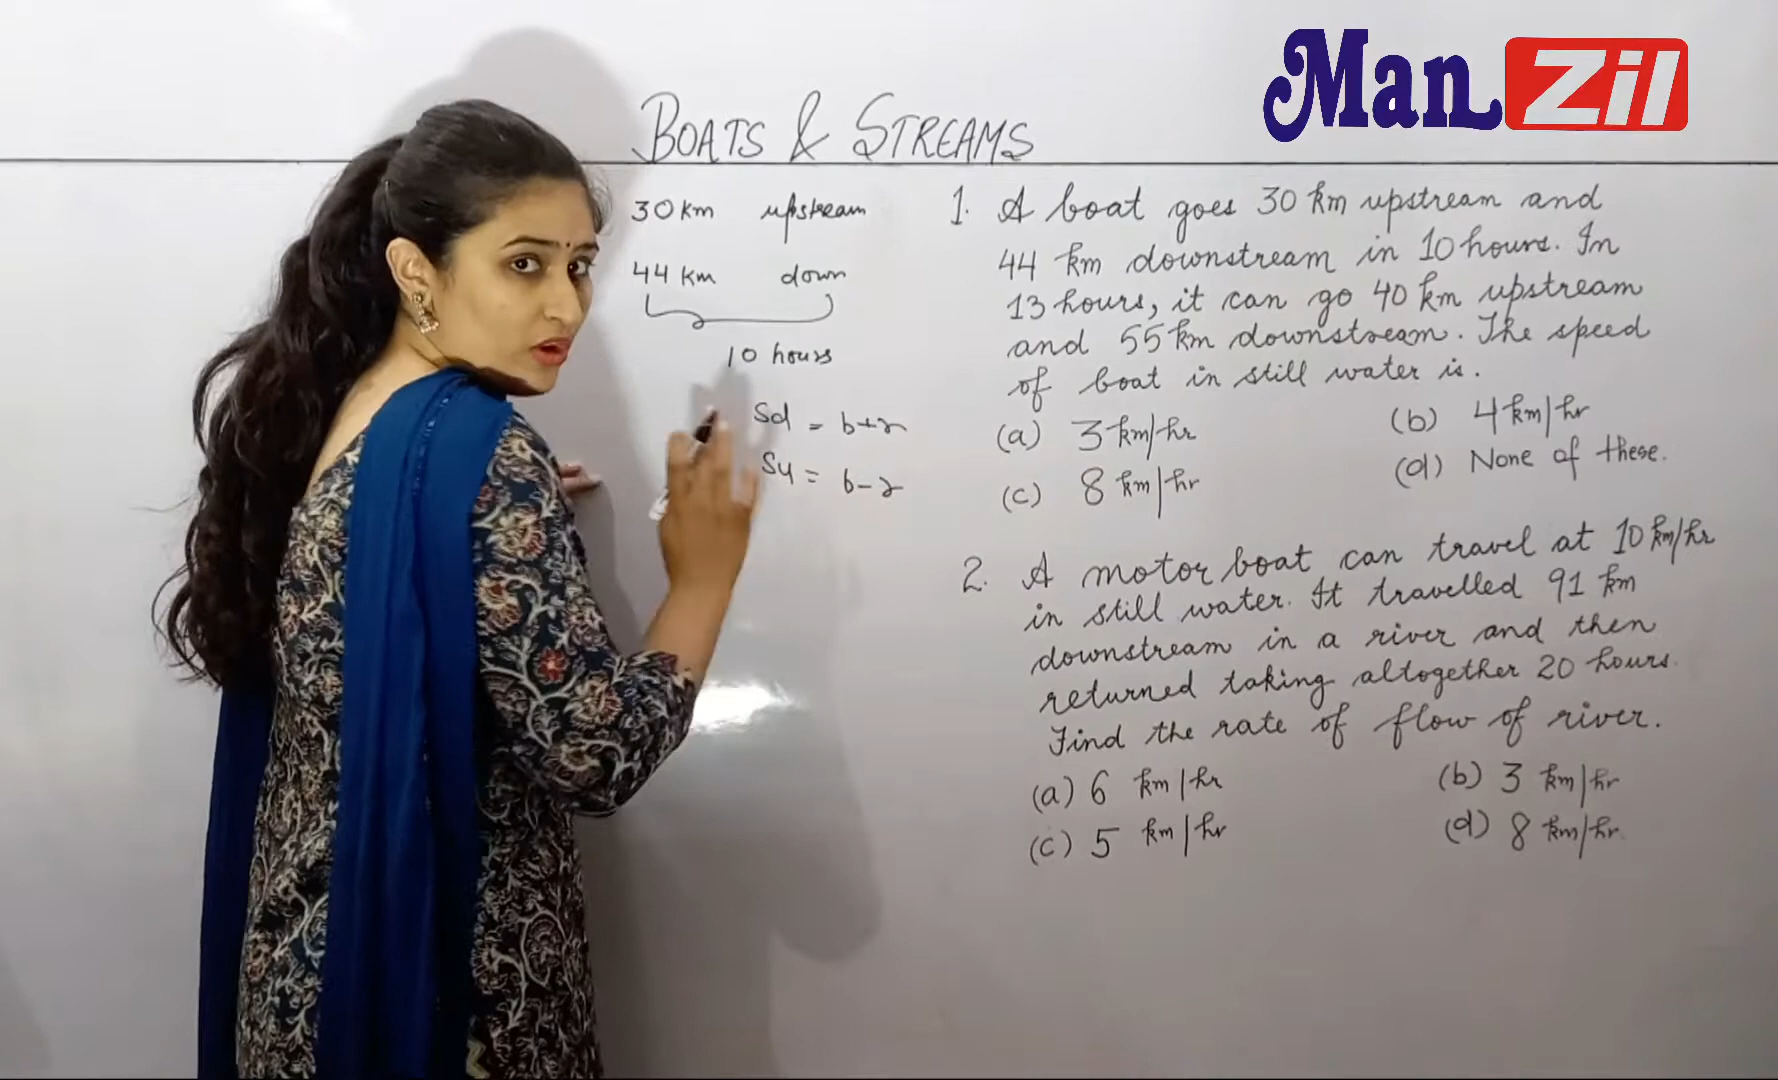 Man Zil
BOATS & STREAMS
30 km upstream
44 km down
10 hours
Sd = b+r
Su = b-r
1. A boat goes 30 km upstream and
44 km downstream in 10 hours. In
13 hours, it can go 40 km upstream
and 55 km downstream. The speed
of boat in still water is.
(a) 3 km/hr (b) 4 km/hr
(c) 8 km/hr (d) None of these.
2. A motor boat can travel at 10 km/hr
in still water. It travelled 91 km
downstream in a river and then
returned taking altogether 20 hours.
Find the rate of flow of river.
(a) 6 km/hr (b) 3 km/hr
(c) 5 km/hr (d) 8 km/hr